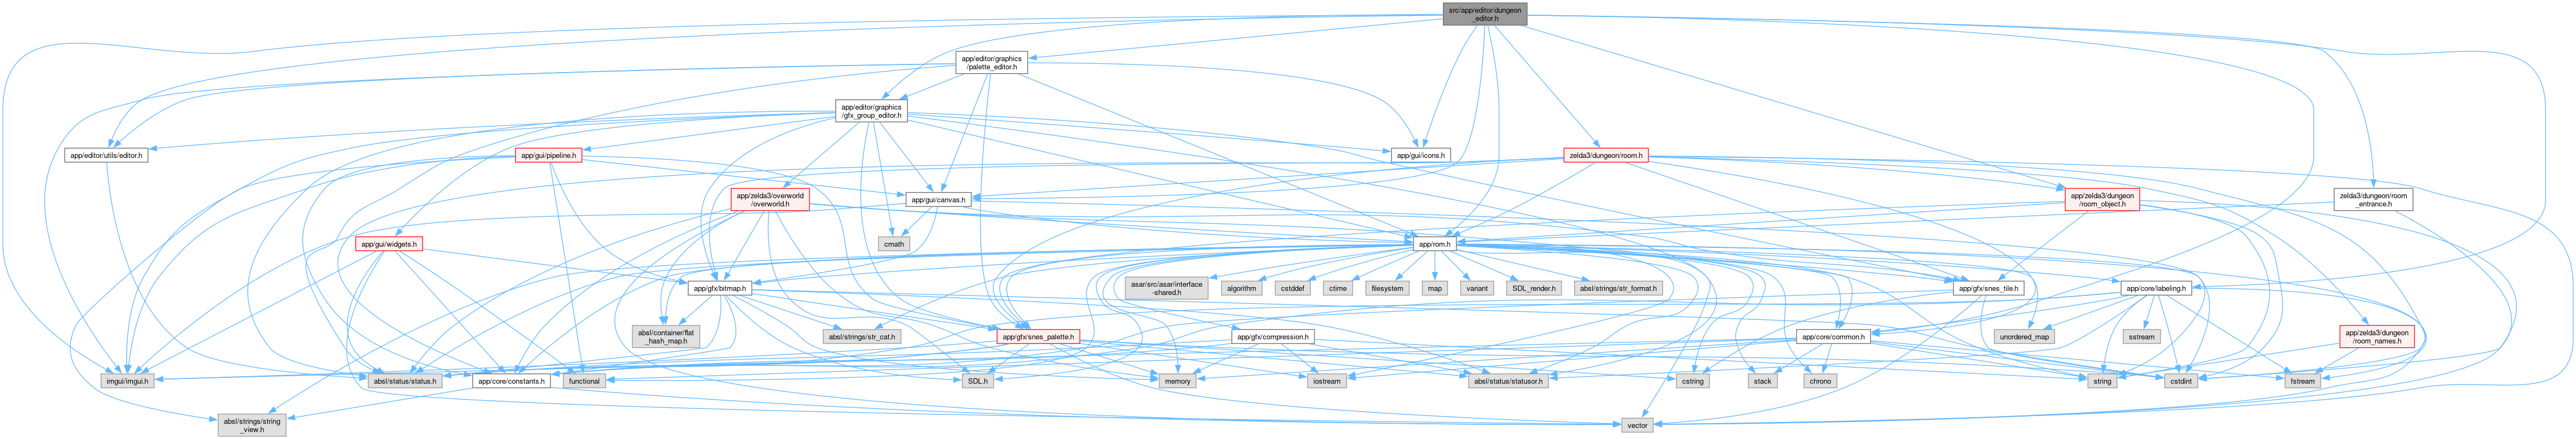 src/app/editor/dungeon
_editor.h
app/editor/graphics
/palette_editor.h
app/editor/graphics
/gfx_group_editor.h
app/editor/utils/editor.h
app/gui/pipeline.h
app/gui/icons.h
zelda3/dungeon/room.h
app/zelda3/overworld
/overworld.h
app/gui/canvas.h
app/zelda3/dungeon
/room_object.h
zelda3/dungeon/room
_entrance.h
app/gui/widgets.h
cmath
app/rom.h
app/gfx/bitmap.h
asar/src/asar/interface
-shared.h
algorithm
cstddef
ctime
filesystem
map
variant
SDL_render.h
absl/strings/str_format.h
app/gfx/snes_tile.h
app/core/labeling.h
absl/container/flat
_hash_map.h
absl/strings/str_cat.h
app/gfx/snes_palette.h
app/gfx/compression.h
app/core/common.h
unordered_map
sstream
app/zelda3/dungeon
/room_names.h
imgui/imgui.h
absl/status/status.h
app/core/constants.h
functional
SDL.h
memory
iostream
absl/status/statusor.h
cstring
stack
chrono
string
cstdint
fstream
absl/strings/string
_view.h
vector